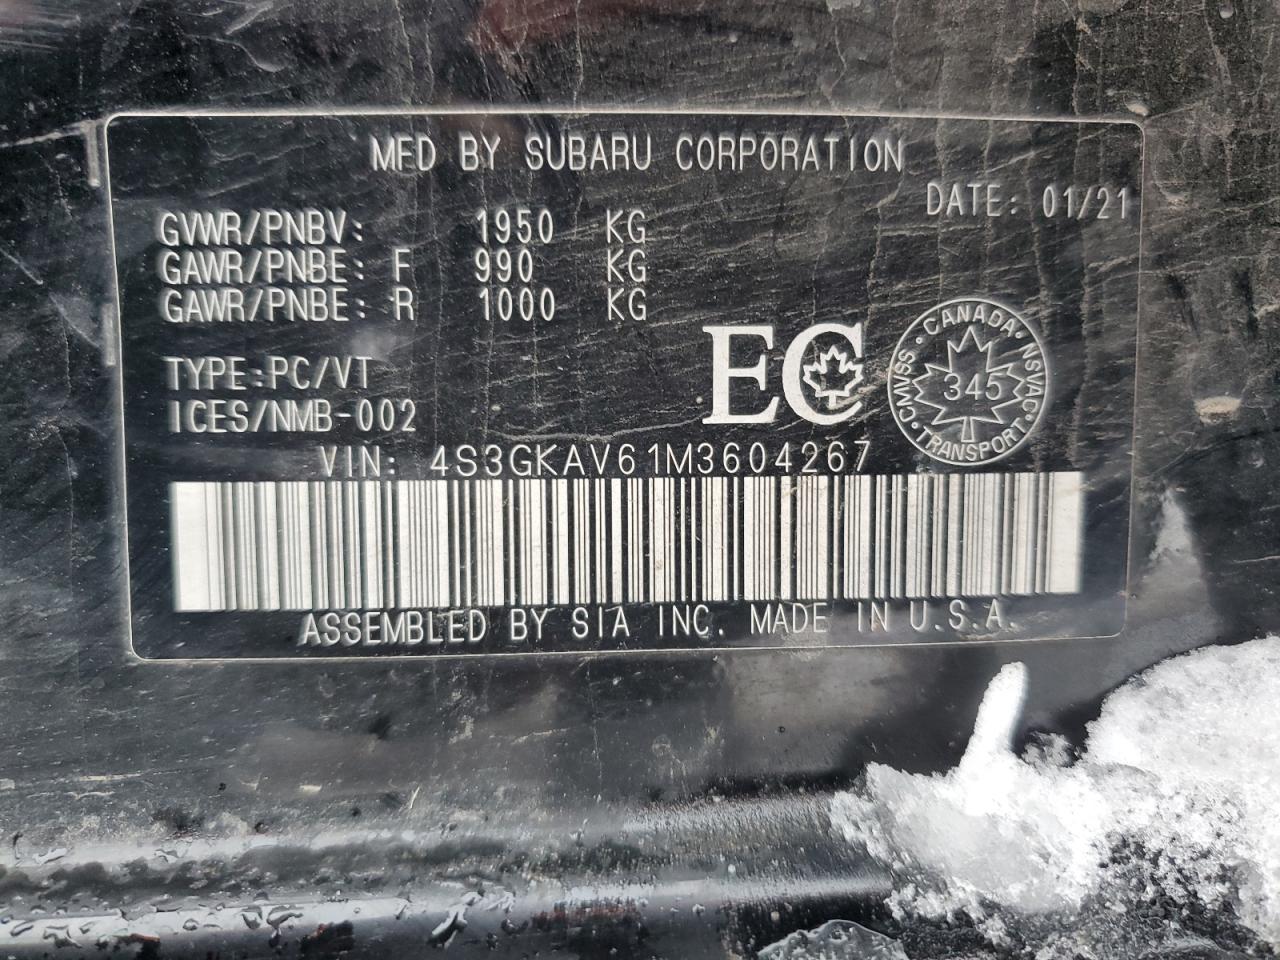 MFD BY SUBARU CORPORATION
DATE: 01/21
GVWR/PNBV: 1950 KG
GAWR/PNBE: F 990 KG
GAWR/PNBE: R 1000 KG
TYPE:PC/VT
ICES/NMB-002
EC
CMVSS • CANADA • NSVAC • TRANSPORT •
345
VIN: 4S3GKAV61M3604267
ASSEMBLED BY SIA INC. MADE IN U.S.A.